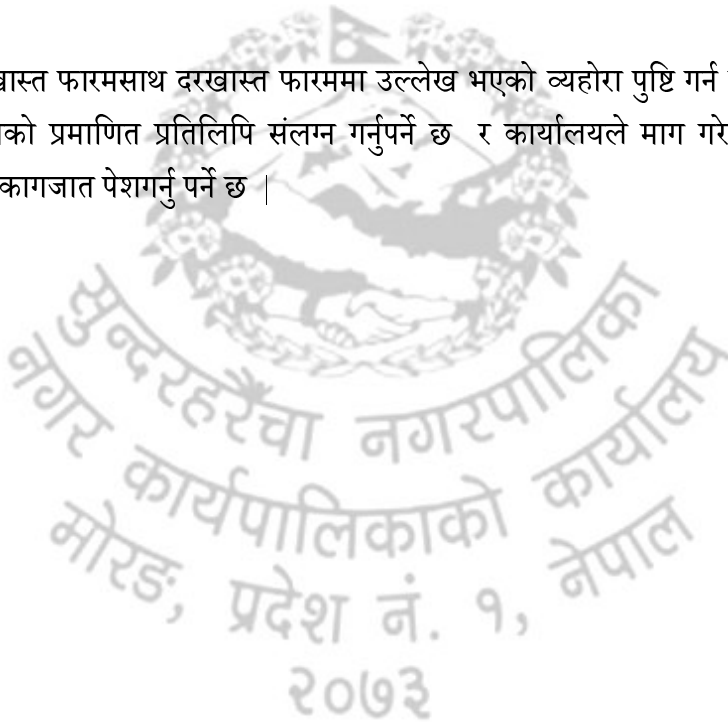 फारमसाथ दरखास्त फारममा उल्लेख भएको व्यहोरा पुष्टि गर्न
प्रमाणित प्रतिलिपि संलग्न गर्नुपर्ने छ र कार्यालयले माग गरे
कागजात पेशगर्नु पर्ने छ |
सुन्दरहरैंचा नगरपालिका
नगर कार्यपालिकाको कार्यालय
मोरङ, प्रदेश नं. १, नेपाल
२०७३